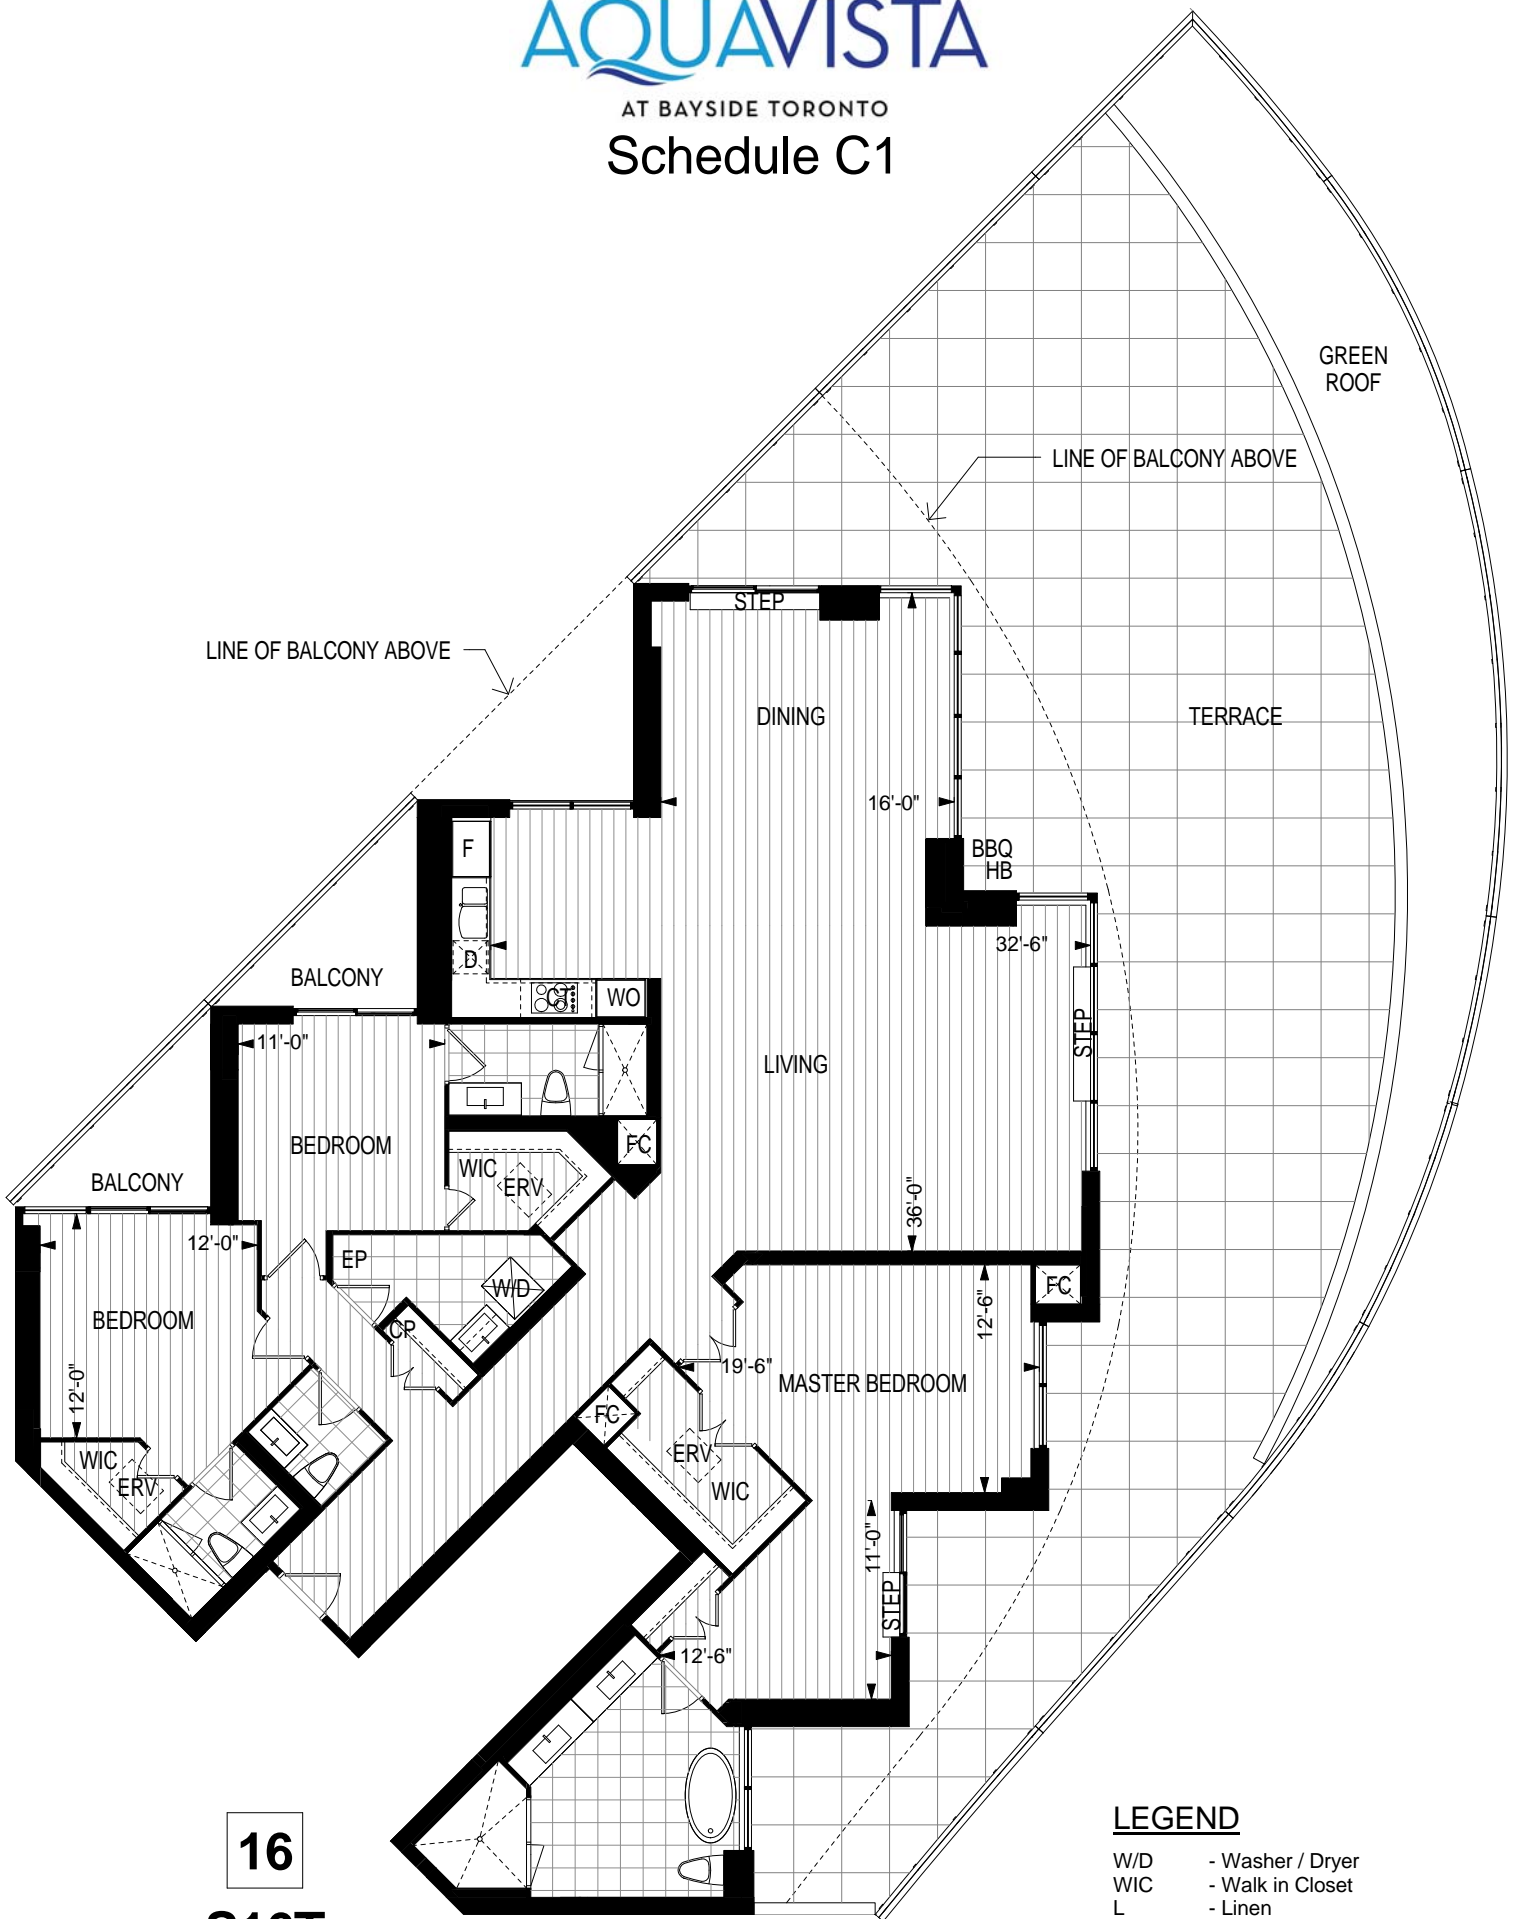 AQUAVISTA
AT BAYSIDE TORONTO
Schedule C1
GREEN
ROOF
LINE OF BALCONY ABOVE
STEP
LINE OF BALCONY ABOVE
DINING
TERRACE
16'-0"
F
BBQ
HB
32'-6"
D
BALCONY
CT
WO
STEP
11'-0"
LIVING
BEDROOM
FC
WIC
ERV
BALCONY
36'-0"
12'-0"
EP
W/D
FC
12'-6"
BEDROOM
CP
19'-6"
MASTER BEDROOM
12'-0"
FC
WIC
ERV
ERV
WIC
11'-0"
STEP
12'-6"
LEGEND
16
W/D - Washer / Dryer
WIC - Walk in Closet
L - Linen